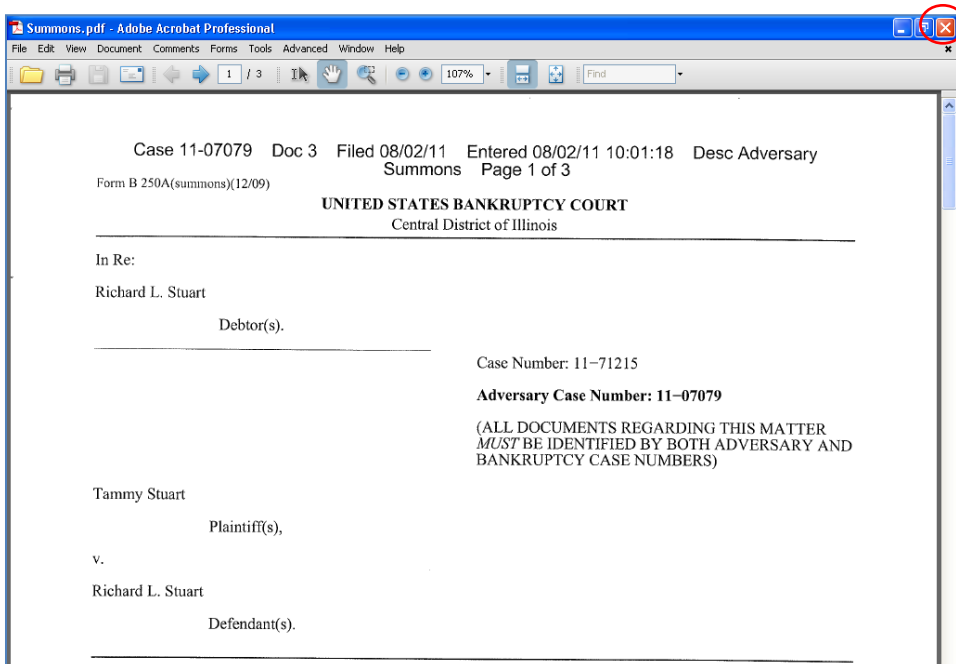 Summons.pdf - Adobe Acrobat Professional
File Edit View Document Comments Forms Tools Advanced Window Help
1 / 3 107% Find
Case 11-07079 Doc 3 Filed 08/02/11 Entered 08/02/11 10:01:18 Desc Adversary
Summons Page 1 of 3
Form B 250A(summons)(12/09)
UNITED STATES BANKRUPTCY COURT
Central District of Illinois
In Re:
Richard L. Stuart
Debtor(s).
Case Number: 11−71215
Adversary Case Number: 11−07079
(ALL DOCUMENTS REGARDING THIS MATTER
MUST BE IDENTIFIED BY BOTH ADVERSARY AND
BANKRUPTCY CASE NUMBERS)
Tammy Stuart
Plaintiff(s),
v.
Richard L. Stuart
Defendant(s).